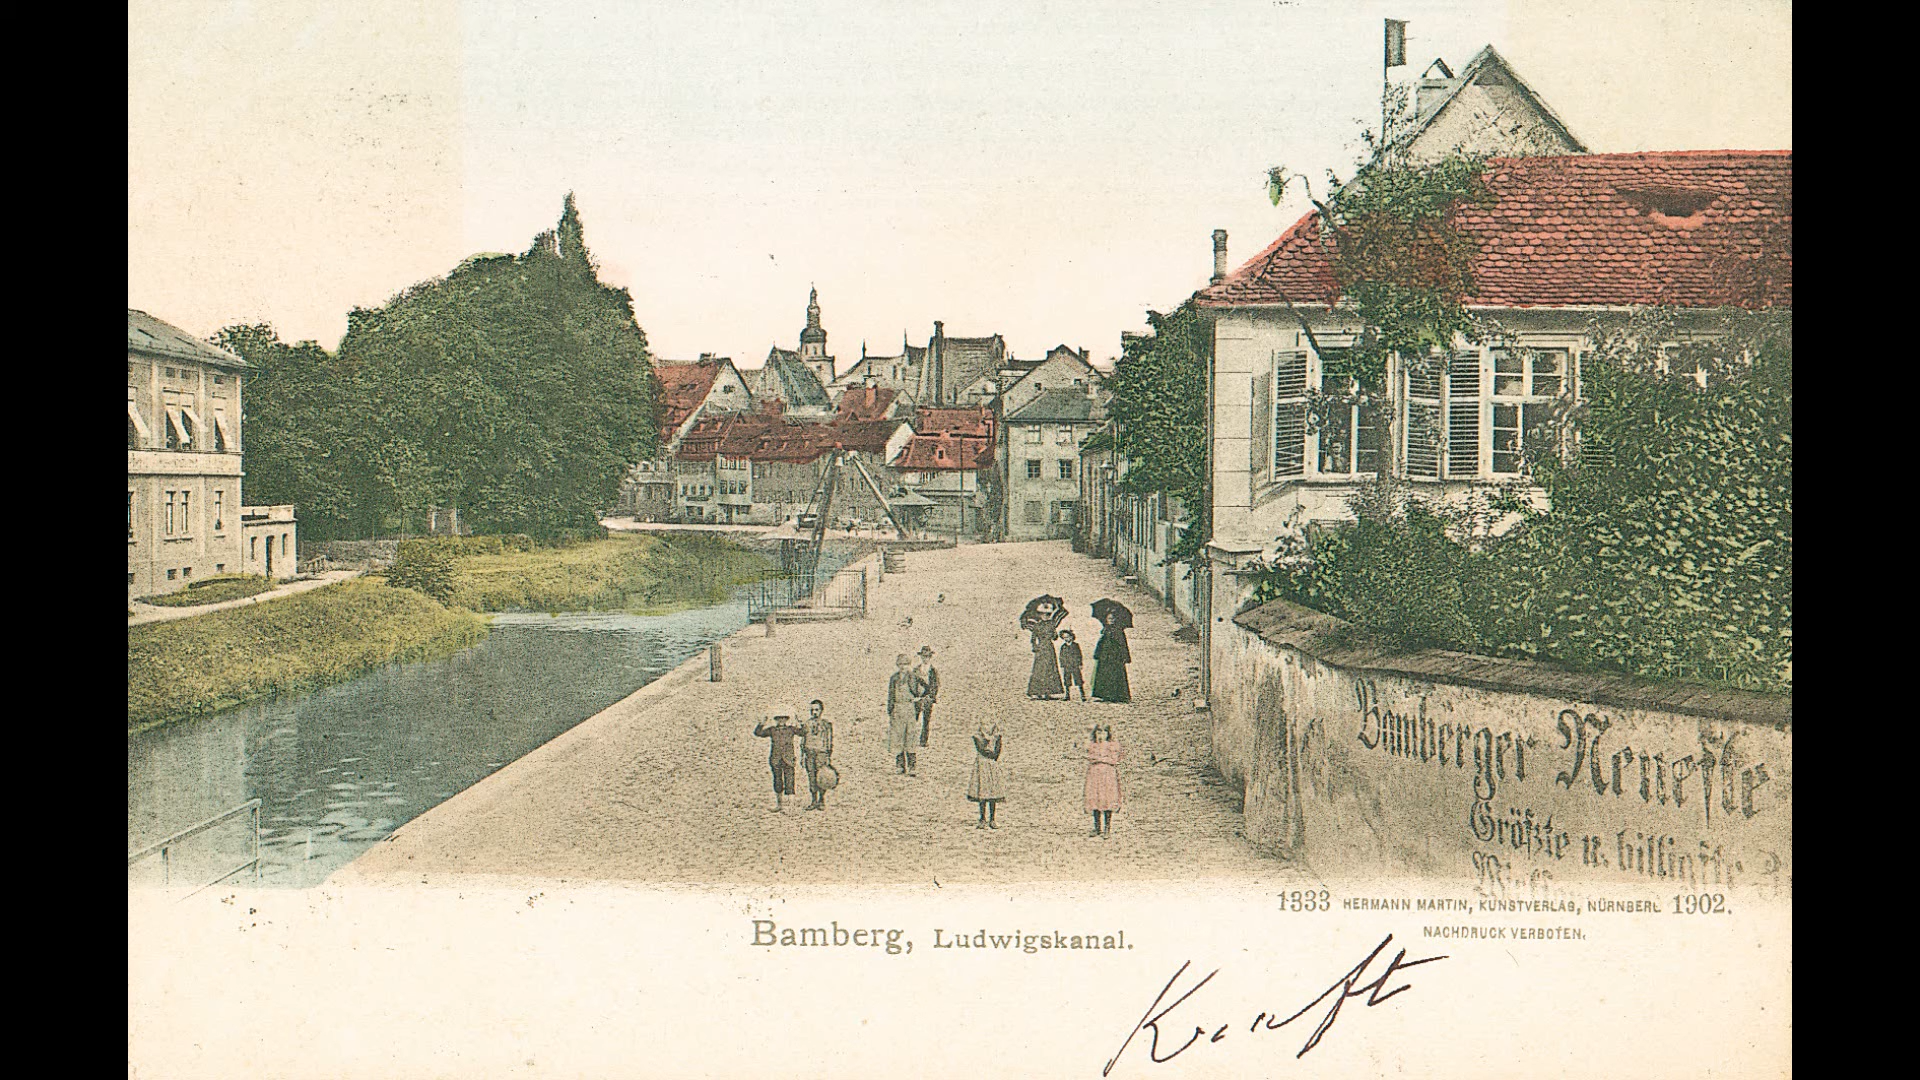 Bamberger Neueste
Größte u. billigste
1333 HERMANN MARTIN, KUNSTVERLAG, NÜRNBERG 1902.
NACHDRUCK VERBOTEN.
Bamberg, Ludwigskanal.
Kraft